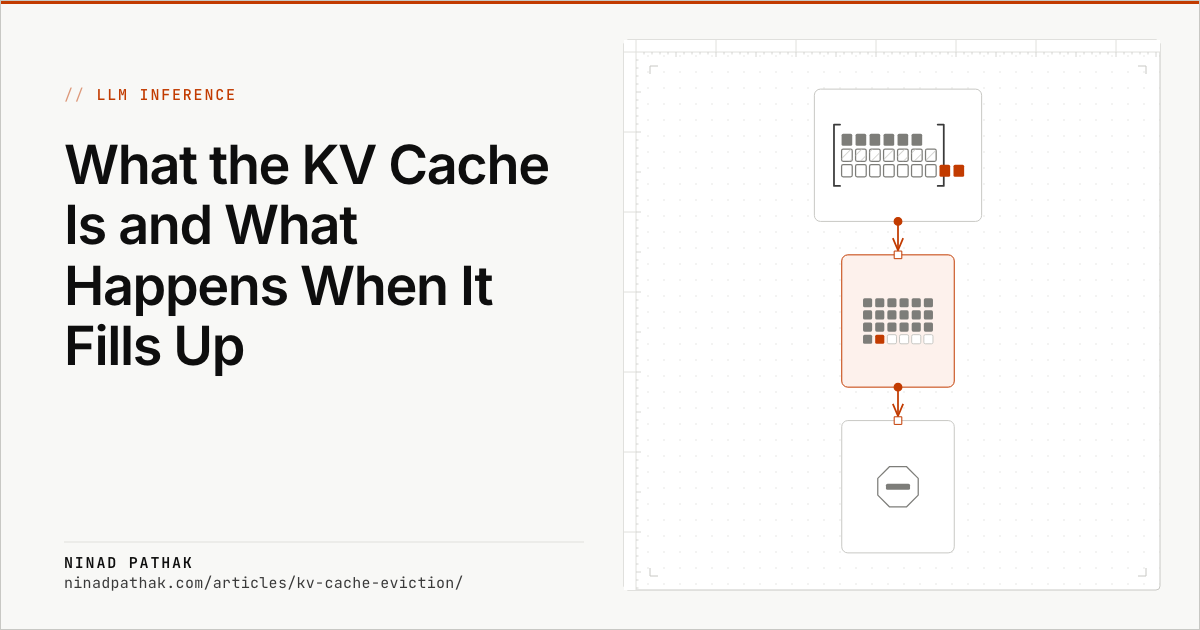 // LLM INFERENCE
What the KV Cache
Is and What
Happens When It
Fills Up
NINAD PATHAK
ninadpathak.com/articles/kv-cache-eviction/